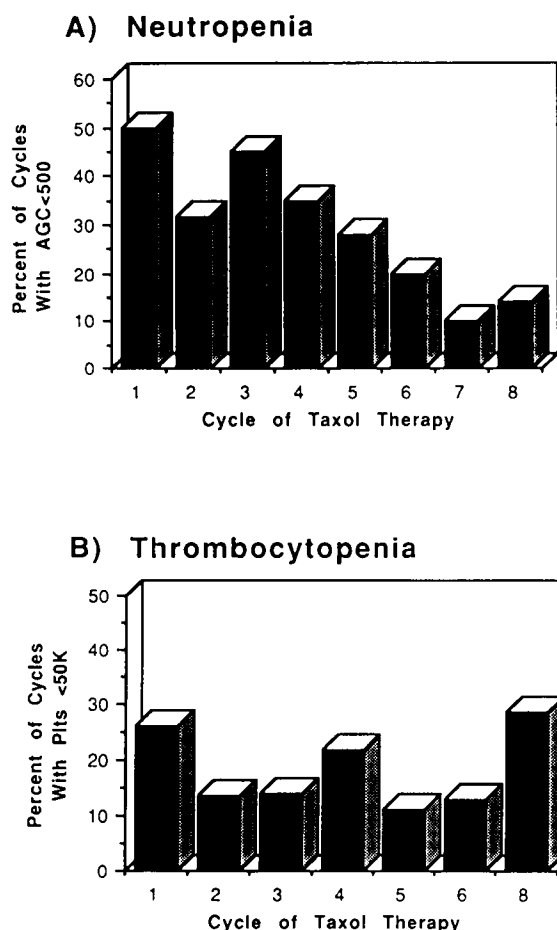 A) Neutropenia
Percent of Cycles
With AGC<500
60
50
40
30
20
10
0
1 2 3 4 5 6 7 8
Cycle of Taxol Therapy
B) Thrombocytopenia
Percent of Cycles
With Plts <50K
50
40
30
20
10
0
1 2 3 4 5 6 8
Cycle of Taxol Therapy